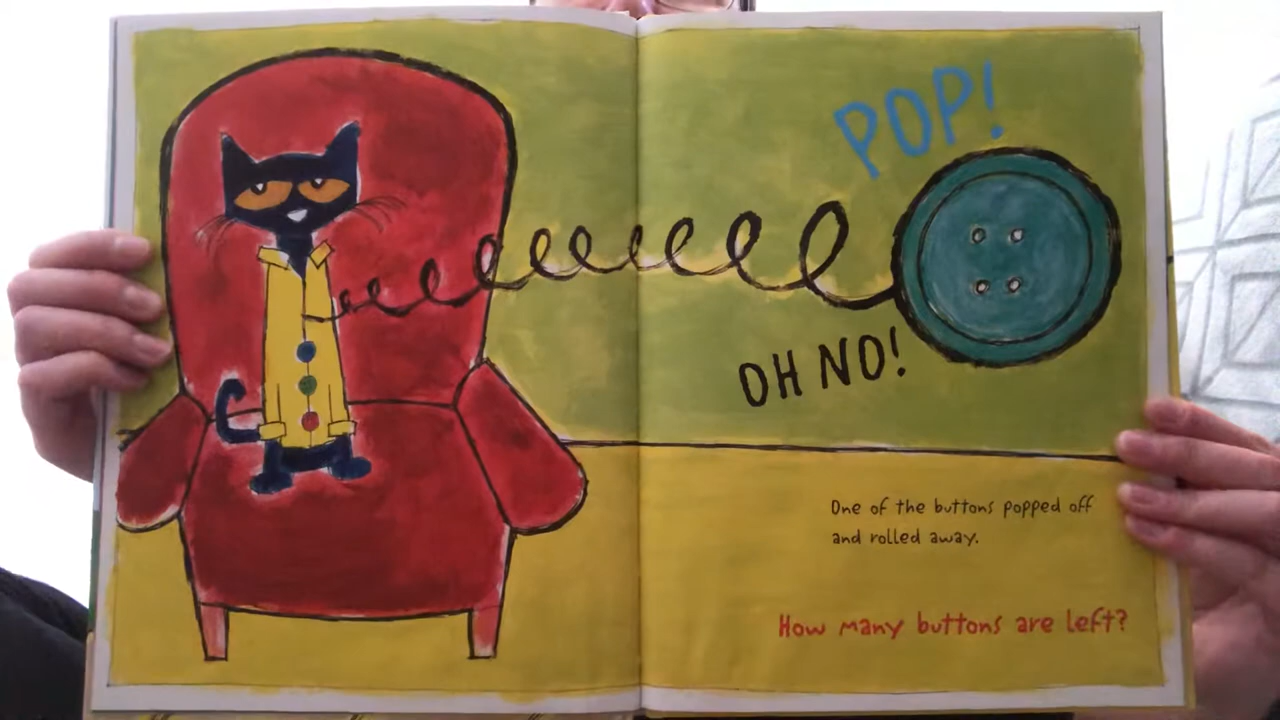 POP!
OH NO!
One of the buttons popped off
and rolled away.
How many buttons are left?